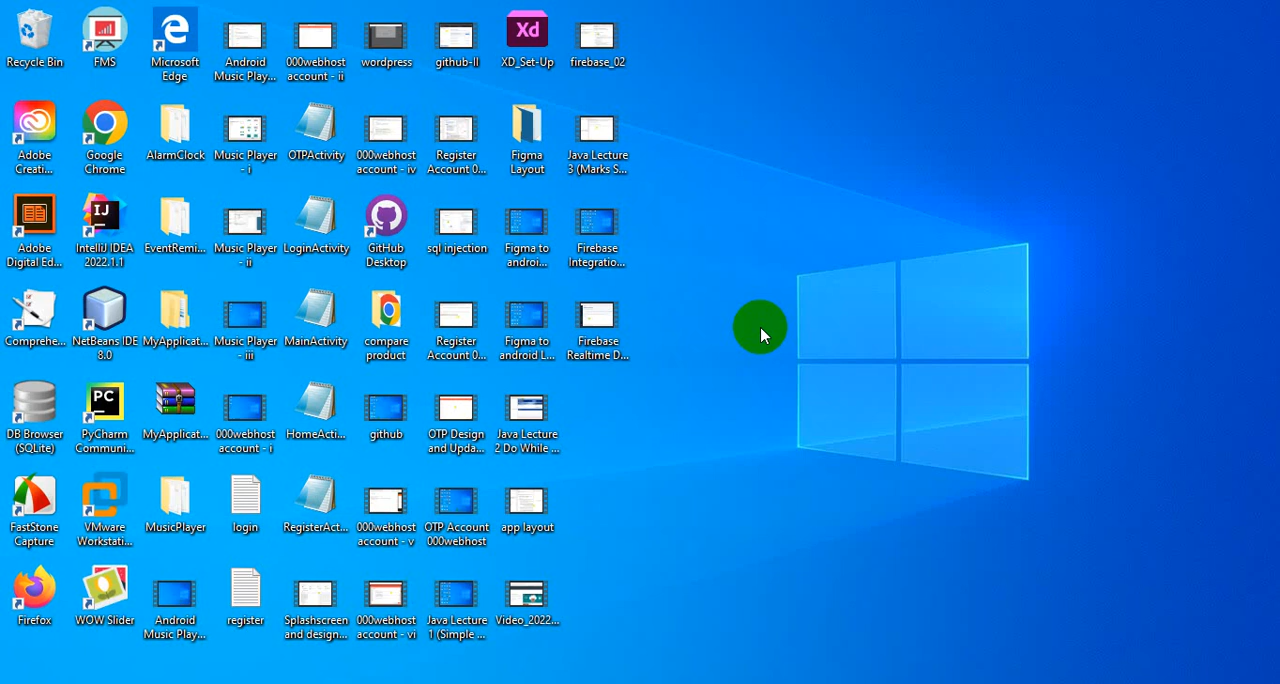 Recycle Bin
FMS
Microsoft
Edge
Android
Music Play...
000webhost
account - ii
wordpress
github-II
Xd
XD_Set-Up
firebase_02
Adobe
Creati...
Google
Chrome
AlarmClock
Music Player
- i
OTPActivity
000webhost
account - iv
Register
Account 0...
Figma
Layout
Java Lecture
3 (Marks S...
Adobe
Digital Ed...
IJ
IntelliJ IDEA
2022.1.1
EventRemi...
Music Player
- ii
LoginActivity
GitHub
Desktop
sql injection
Figma to
androi...
Firebase
Integratio...
Comprehe...
NetBeans IDE
8.0
MyApplicat...
Music Player
- iii
MainActivity
compare
product
Register
Account 0...
Figma to
android L...
Firebase
Realtime D...
DB Browser
(SQLite)
PC
PyCharm
Communi...
MyApplicat...
000webhost
account - i
HomeActi...
github
OTP Design
and Upda...
Java Lecture
2 Do While ...
FastStone
Capture
VMware
Workstati...
MusicPlayer
login
RegisterAct...
000webhost
account - v
OTP Account
000webhost
app layout
Firefox
WOW Slider
Android
Music Play...
register
Splashscreen
and design...
000webhost
account - vi
Java Lecture
1 (Simple ...
Video_2022...